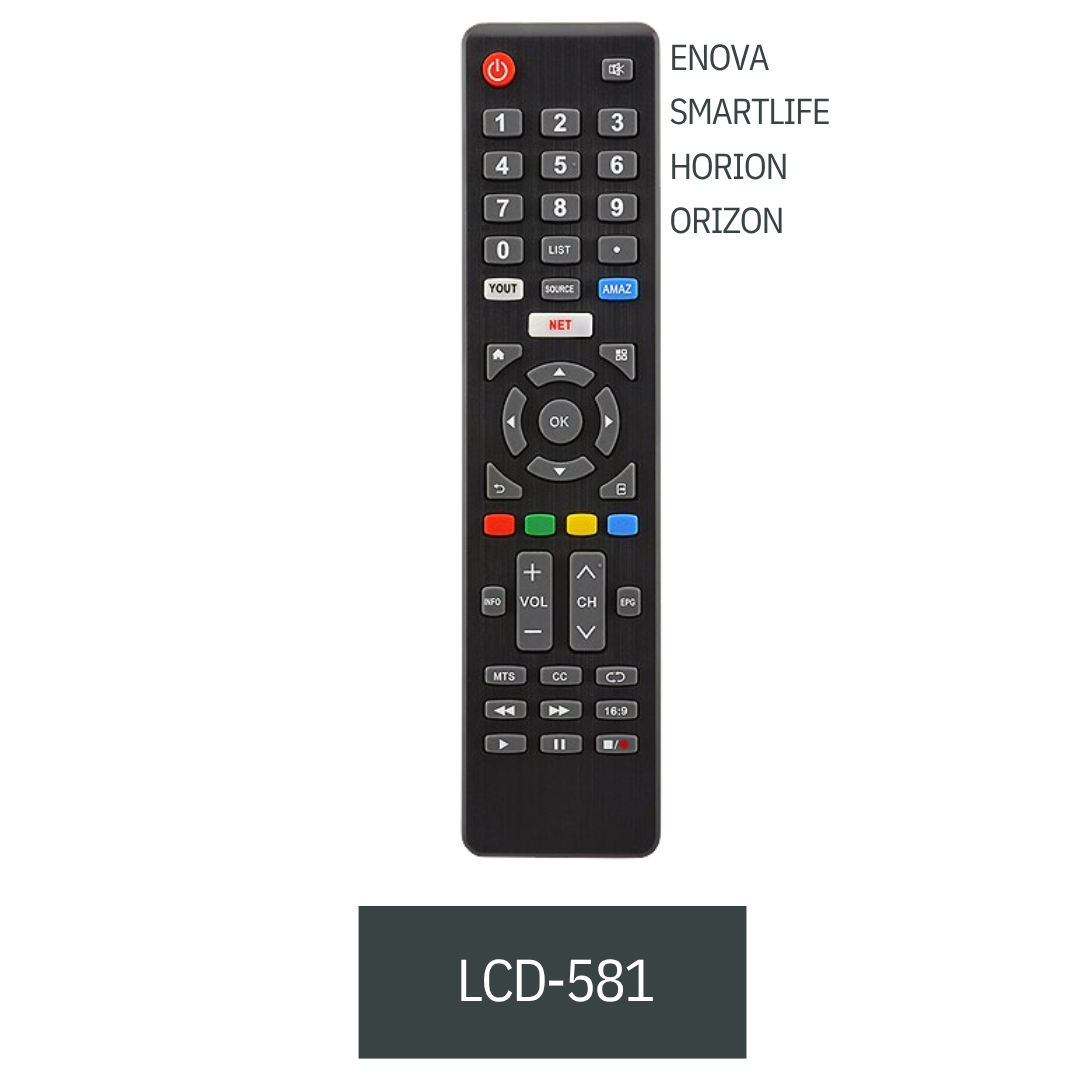 ENOVA
SMARTLIFE
HORION
ORIZON
1 2 3
4 5 6
7 8 9
0 LIST
YOUT SOURCE AMAZ
NET
OK
INFO VOL CH EPG
MTS CC
16:9
LCD-581